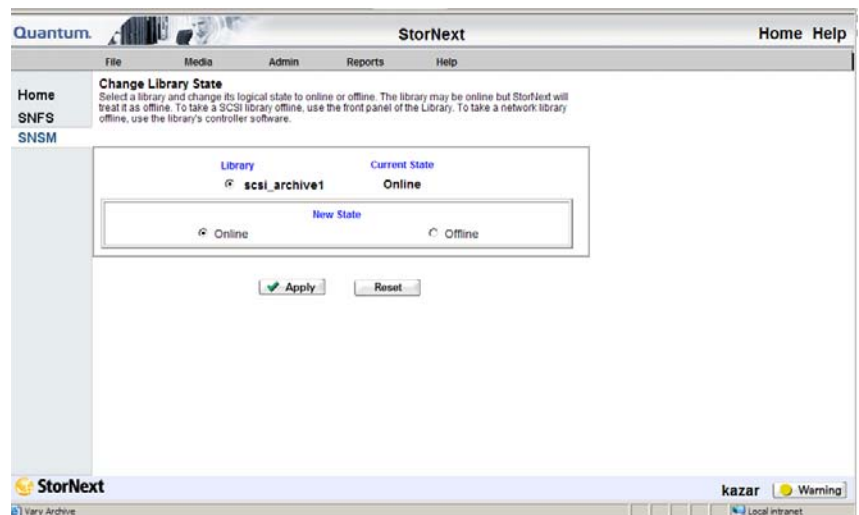 Quantum.
StorNext
Home Help
File Media Admin Reports Help
Home
SNFS
SNSM
Change Library State
Select a library and change its logical state to online or offline. The library may be online but StorNext will
treat it as offline. To take a SCSI library offline, use the front panel of the Library. To take a network library
offline, use the library's controller software.
Library Current State
scsi_archive1 Online
New State
Online Offline
Apply Reset
StorNext
kazar Warning
Vary Archive Local intranet